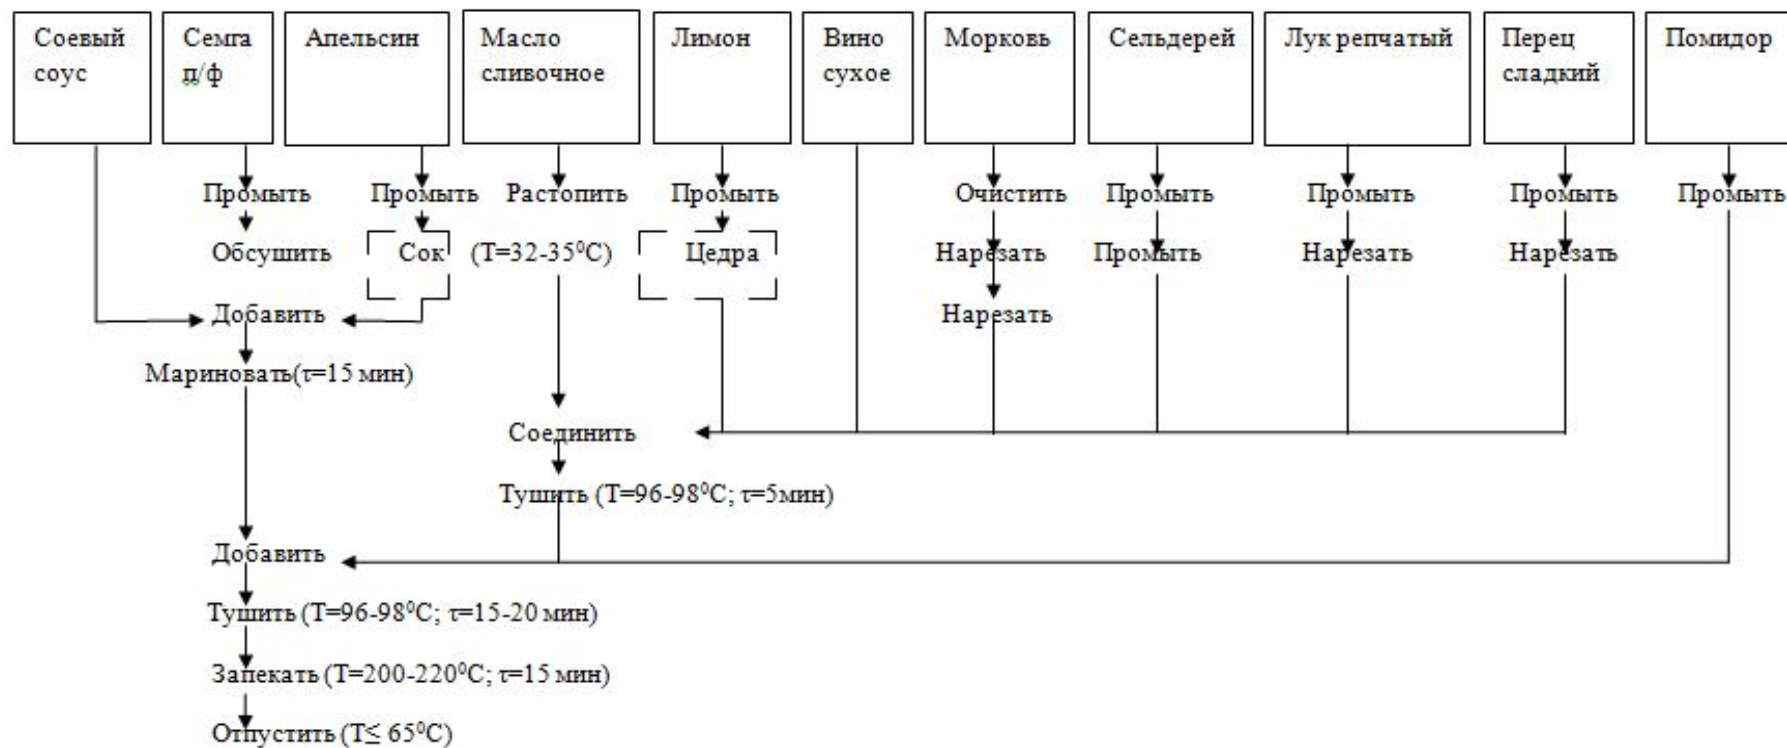 Соевый
соус
Семга
п/ф
Апельсин
Масло
сливочное
Лимон
Вино
сухое
Морковь
Сельдерей
Лук репчатый
Перец
сладкий
Помидор
Промыть
Промыть
Растопить
Промыть
Очистить
Промыть
Промыть
Промыть
Промыть
Обсушить
Сок
(T=32-35⁰C)
Цедра
Нарезать
Промыть
Нарезать
Нарезать
Добавить
Нарезать
Мариновать(τ=15 мин)
Соединить
Тушить (T=96-98⁰C; τ=5мин)
Добавить
Тушить (T=96-98⁰C; τ=15-20 мин)
Запекать (T=200-220⁰C; τ=15 мин)
Отпустить (T≤ 65⁰C)